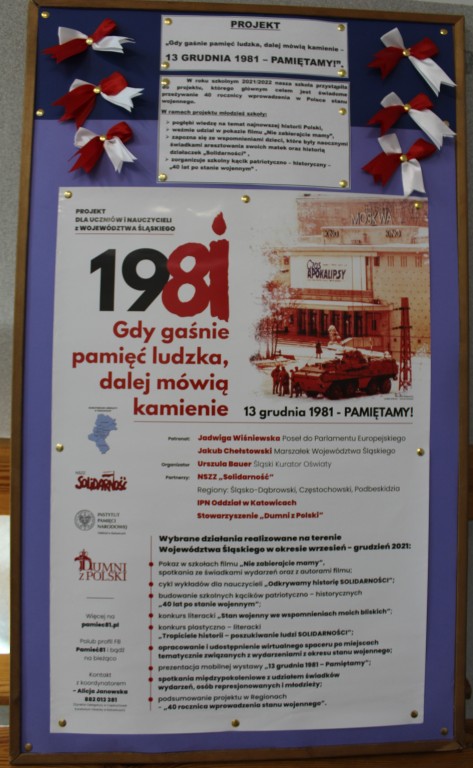 PROJEKT
„Gdy gaśnie pamięć ludzka, dalej mówią kamienie -
13 GRUDNIA 1981 – PAMIĘTAMY!".
W roku szkolnym 2021/2022 nasza szkoła przystąpiła
do projektu, którego głównym celem jest świadome
przeżywanie 40 rocznicy wprowadzenia w Polsce stanu
wojennego.
W ramach projektu młodzież szkoły:
➢ pogłębi wiedzę na temat najnowszej historii Polski,
➢ weźmie udział w pokazie filmu „Nie zabierajcie mamy",
➢ zapozna się ze wspomnieniami dzieci, które były naocznymi
świadkami aresztowania swoich matek oraz historią
działaczek „Solidarności",
➢ zorganizuje szkolny kącik patriotyczno - historyczny -
„40 lat po stanie wojennym".
PROJEKT
DLA UCZNIÓW I NAUCZYCIELI
z WOJEWÓDZTWA ŚLĄSKIEGO
1981
Gdy gaśnie
pamięć ludzka,
dalej mówią
kamienie
MOSKWA
KINO
KINO
Czas
APOKALIPSY
13 grudnia 1981 - PAMIĘTAMY!
Patronat: Jadwiga Wiśniewska Poseł do Parlamentu Europejskiego
Jakub Chełstowski Marszałek Województwa Śląskiego
Organizator: Urszula Bauer Śląski Kurator Oświaty
Partnerzy: NSZZ „Solidarność"
Regiony: Śląsko-Dąbrowski, Częstochowski, Podbeskidzia
IPN Oddział w Katowicach
Stowarzyszenie „Dumni z Polski"
NSZZ
SOLIDARNOŚĆ
INSTYTUT
PAMIĘCI
NARODOWEJ
DUMNI
Z POLSKI
Więcej na
pamiec81.pl
Polub profil FB
Pamięć81 i bądź
na bieżąco
Kontakt
z koordynatorem
- Alicja Janowska
882 012 281
Wybrane działania realizowane na terenie
Województwa Śląskiego w okresie wrzesień - grudzień 2021:
Pokaz w szkołach filmu „Nie zabierajcie mamy",
spotkania ze świadkami wydarzeń oraz z autorami filmu;
cykl wykładów dla nauczycieli „Odkrywamy historię SOLIDARNOŚCI";
budowanie szkolnych kącików patriotyczno – historycznych
„40 lat po stanie wojennym";
konkurs literacki „Stan wojenny we wspomnieniach moich bliskich";
konkurs plastyczno – literacki
„Tropiciele historii – poszukiwanie ludzi SOLIDARNOŚCI";
opracowanie i udostępnienie wirtualnego spaceru po miejscach
tematycznie związanych z wydarzeniami z okresu stanu wojennego;
prezentacja mobilnej wystawy „13 grudnia 1981 – Pamiętamy";
spotkania międzypokoleniowe z udziałem świadków
wydarzeń, osób represjonowanych i młodzieży;
podsumowanie projektu w Regionach
- „40 rocznica wprowadzenia stanu wojennego".